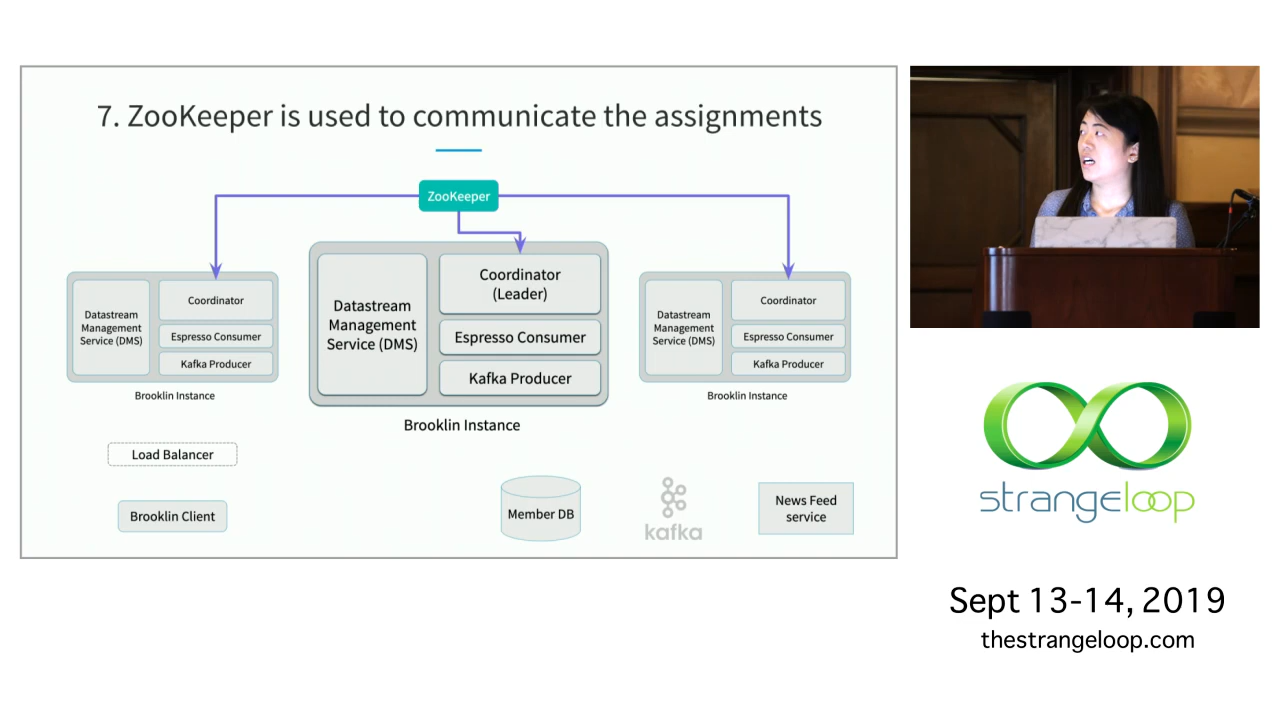 7. ZooKeeper is used to communicate the assignments
ZooKeeper
Datastream
Management
Service (DMS)
Coordinator
Espresso Consumer
Kafka Producer
Brooklin Instance
Datastream
Management
Service (DMS)
Coordinator
(Leader)
Espresso Consumer
Kafka Producer
Brooklin Instance
Datastream
Management
Service (DMS)
Coordinator
Espresso Consumer
Kafka Producer
Brooklin Instance
Load Balancer
Brooklin Client
Member DB
kafka
News Feed
service
strangeloop
Sept 13-14, 2019
thestrangeloop.com